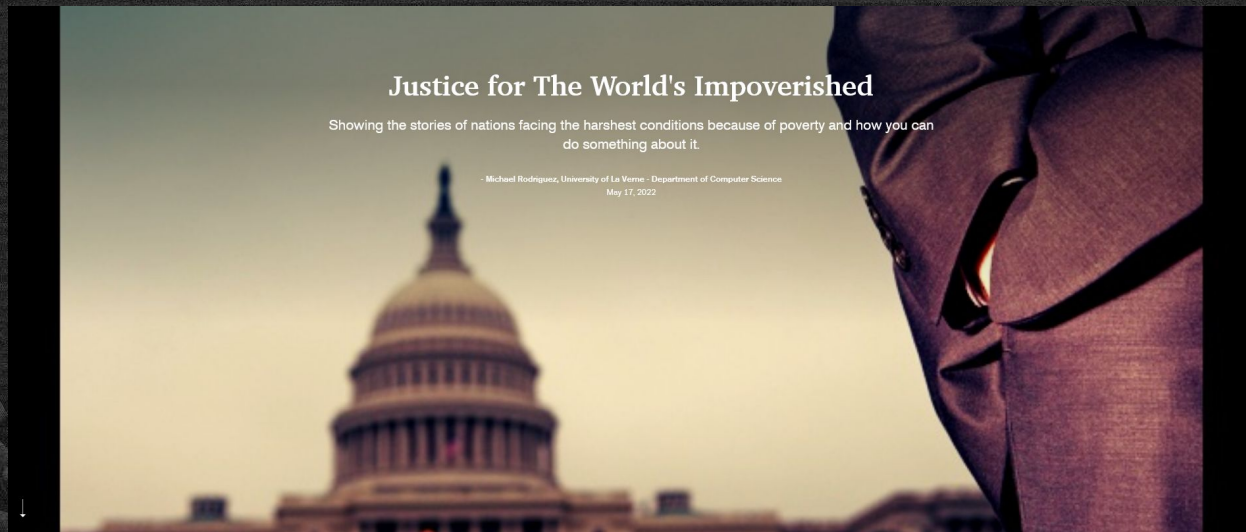 Justice for The World's Impoverished
Showing the stories of nations facing the harshest conditions because of poverty and how you can
do something about it.
- Michael Rodriguez, University of La Verne - Department of Computer Science
May 17, 2022